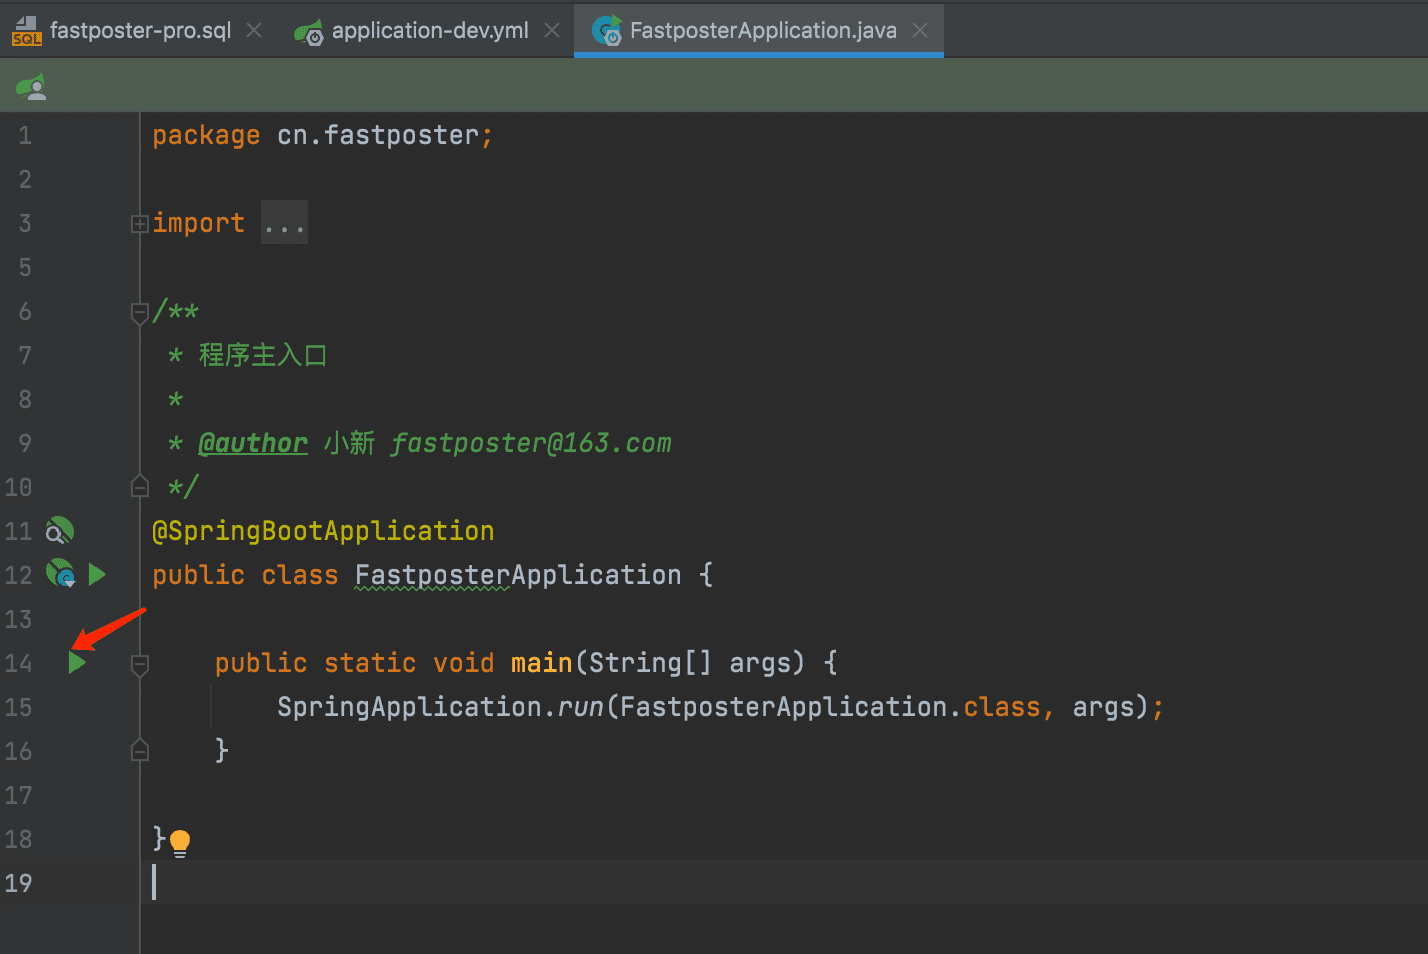 fastposter-pro.sql application-dev.yml FastposterApplication.java
1 package cn.fastposter;
2
3 import ...
5
6 /**
7 * 程序主入口
8 *
9 * @author 小新 fastposter@163.com
10 */
11 @SpringBootApplication
12 public class FastposterApplication {
13
14 public static void main(String[] args) {
15 SpringApplication.run(FastposterApplication.class, args);
16 }
17
18 }
19